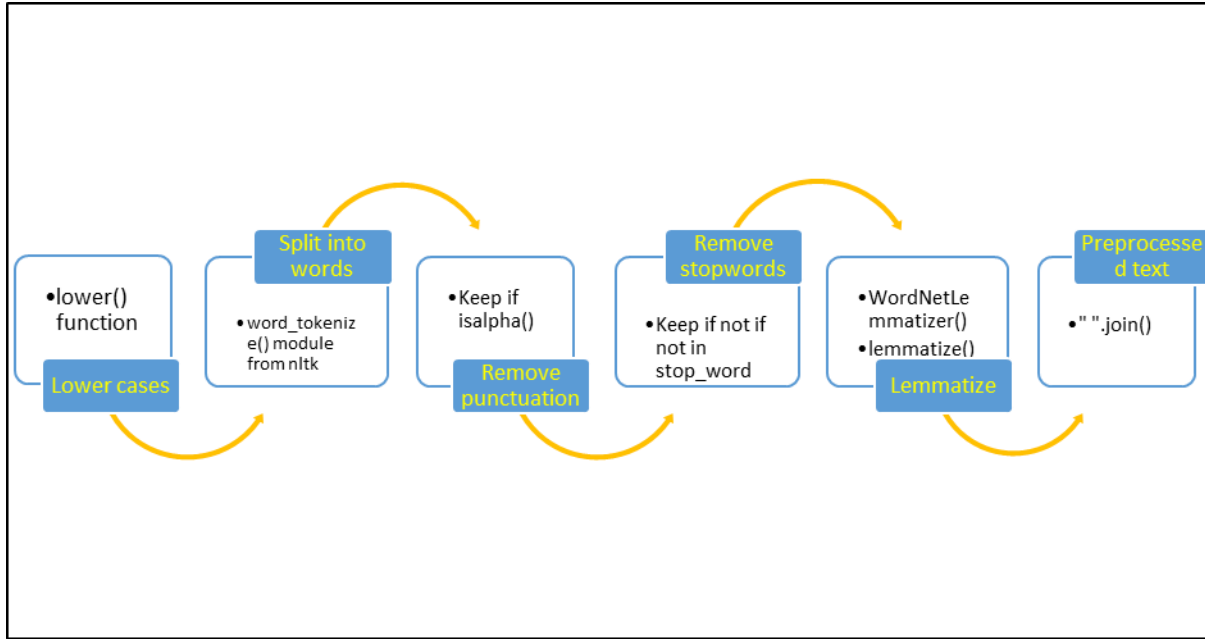 •lower()
function
Lower cases
Split into
words
•word_tokeniz
e() module
from nltk
•Keep if
isalpha()
Remove
punctuation
Remove
stopwords
•Keep if not if
not in
stop_word
•WordNetLe
mmatizer()
•lemmatize()
Lemmatize
Preprocesse
d text
•" ".join()